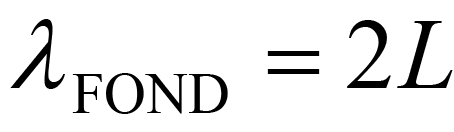 λ_FOND = 2L